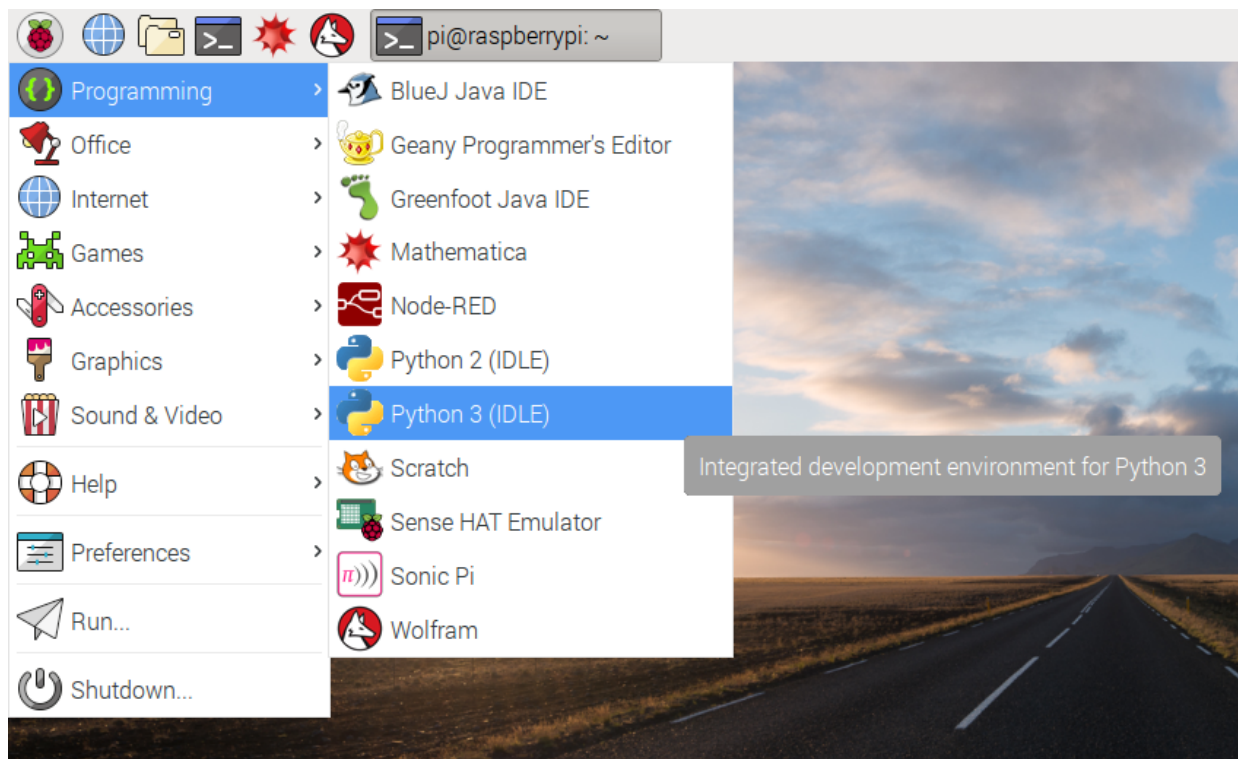 pi@raspberrypi: ~
Programming
Office
Internet
Games
Accessories
Graphics
Sound & Video
Help
Preferences
Run...
Shutdown...
BlueJ Java IDE
Geany Programmer's Editor
Greenfoot Java IDE
Mathematica
Node-RED
Python 2 (IDLE)
Python 3 (IDLE)
Scratch
Sense HAT Emulator
Sonic Pi
Wolfram
Integrated development environment for Python 3